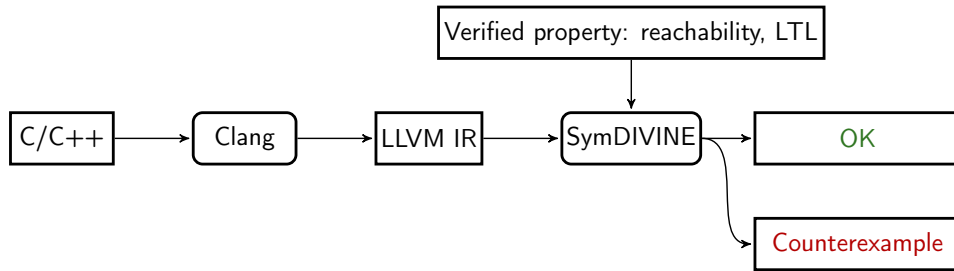 Verified property: reachability, LTL
C/C++
Clang
LLVM IR
SymDIVINE
OK
Counterexample